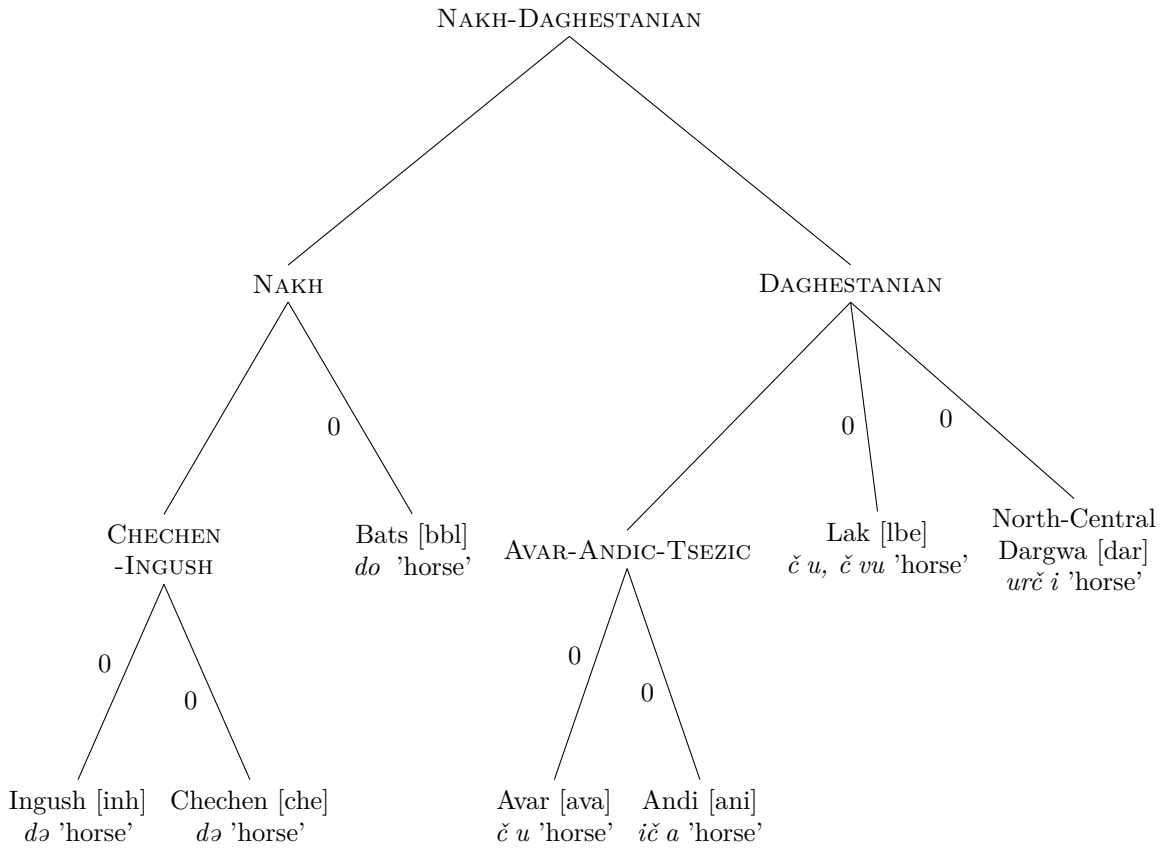 NAKH-DAGHESTANIAN
NAKH
DAGHESTANIAN
0
0
0
CHECHEN
-INGUSH
Bats [bbl]
do 'horse'
AVAR-ANDIC-TSEZIC
Lak [lbe]
č u, č vu 'horse'
North-Central
Dargwa [dar]
urč i 'horse'
0
0
0
0
Ingush [inh]
də 'horse'
Chechen [che]
də 'horse'
Avar [ava]
č u 'horse'
Andi [ani]
ič a 'horse'